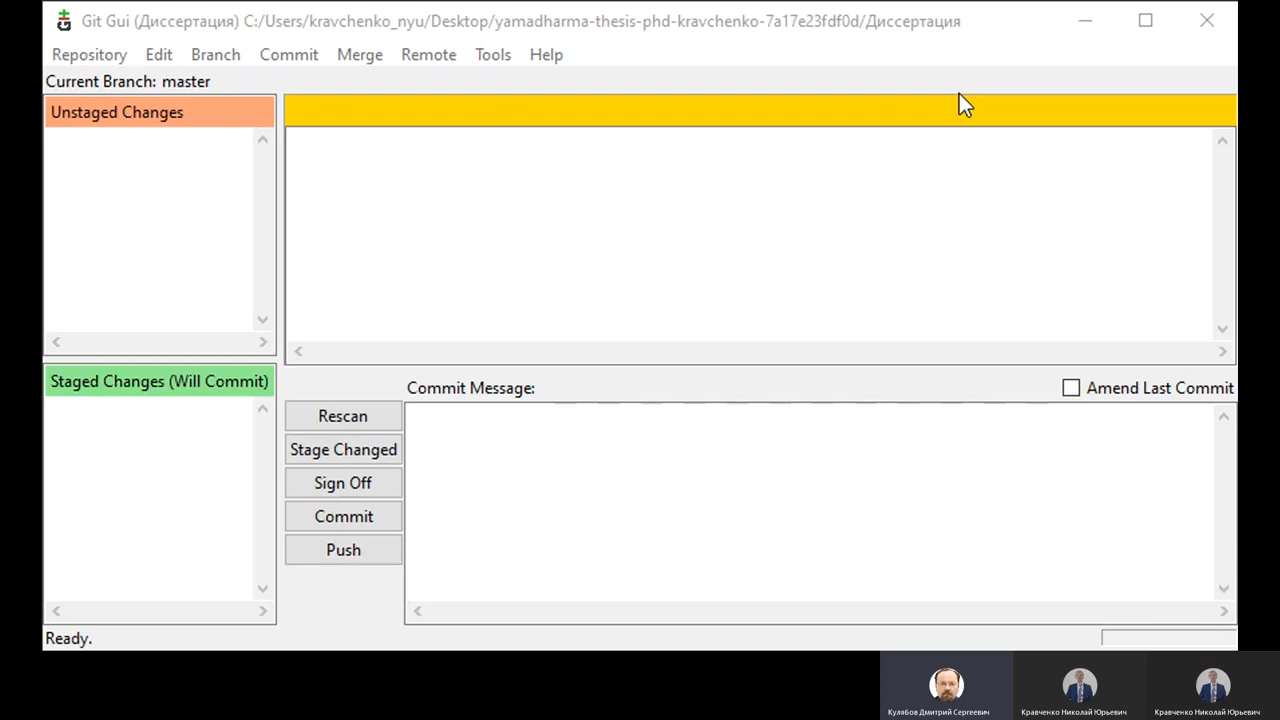 Git Gui (Диссертация) C:/Users/kravchenko_nyu/Desktop/yamadharma-thesis-phd-kravchenko-7a17e23fdf0d/Диссертация
Repository Edit Branch Commit Merge Remote Tools Help
Current Branch: master
Unstaged Changes
Staged Changes (Will Commit)
Commit Message:
Amend Last Commit
Rescan
Stage Changed
Sign Off
Commit
Push
Ready.
Кулябов Дмитрий Сергеевич
Кравченко Николай Юрьевич
Кравченко Николай Юрьевич